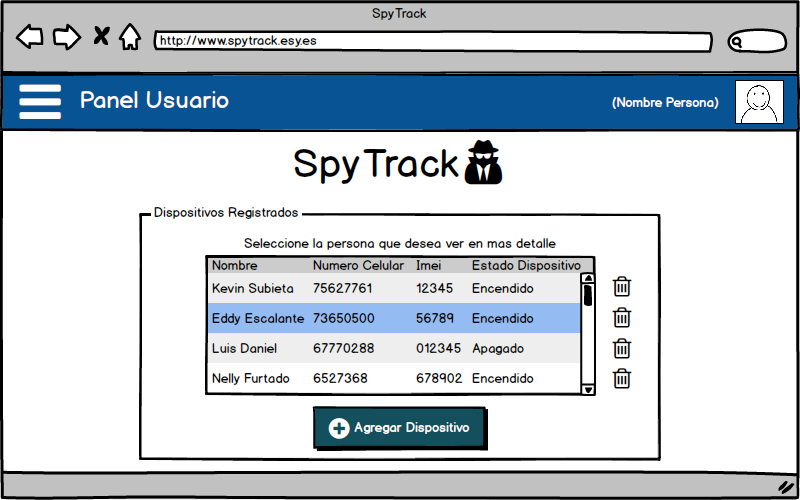 SpyTrack
http://www.spytrack.esy.es
Panel Usuario
(Nombre Persona)
SpyTrack
Dispositivos Registrados
Seleccione la persona que desea ver en mas detalle
Nombre Numero Celular Imei Estado Dispositivo
Kevin Subieta 75627761 12345 Encendido
Eddy Escalante 73650500 56789 Encendido
Luis Daniel 67770288 012345 Apagado
Nelly Furtado 6527368 678902 Encendido
Agregar Dispositivo